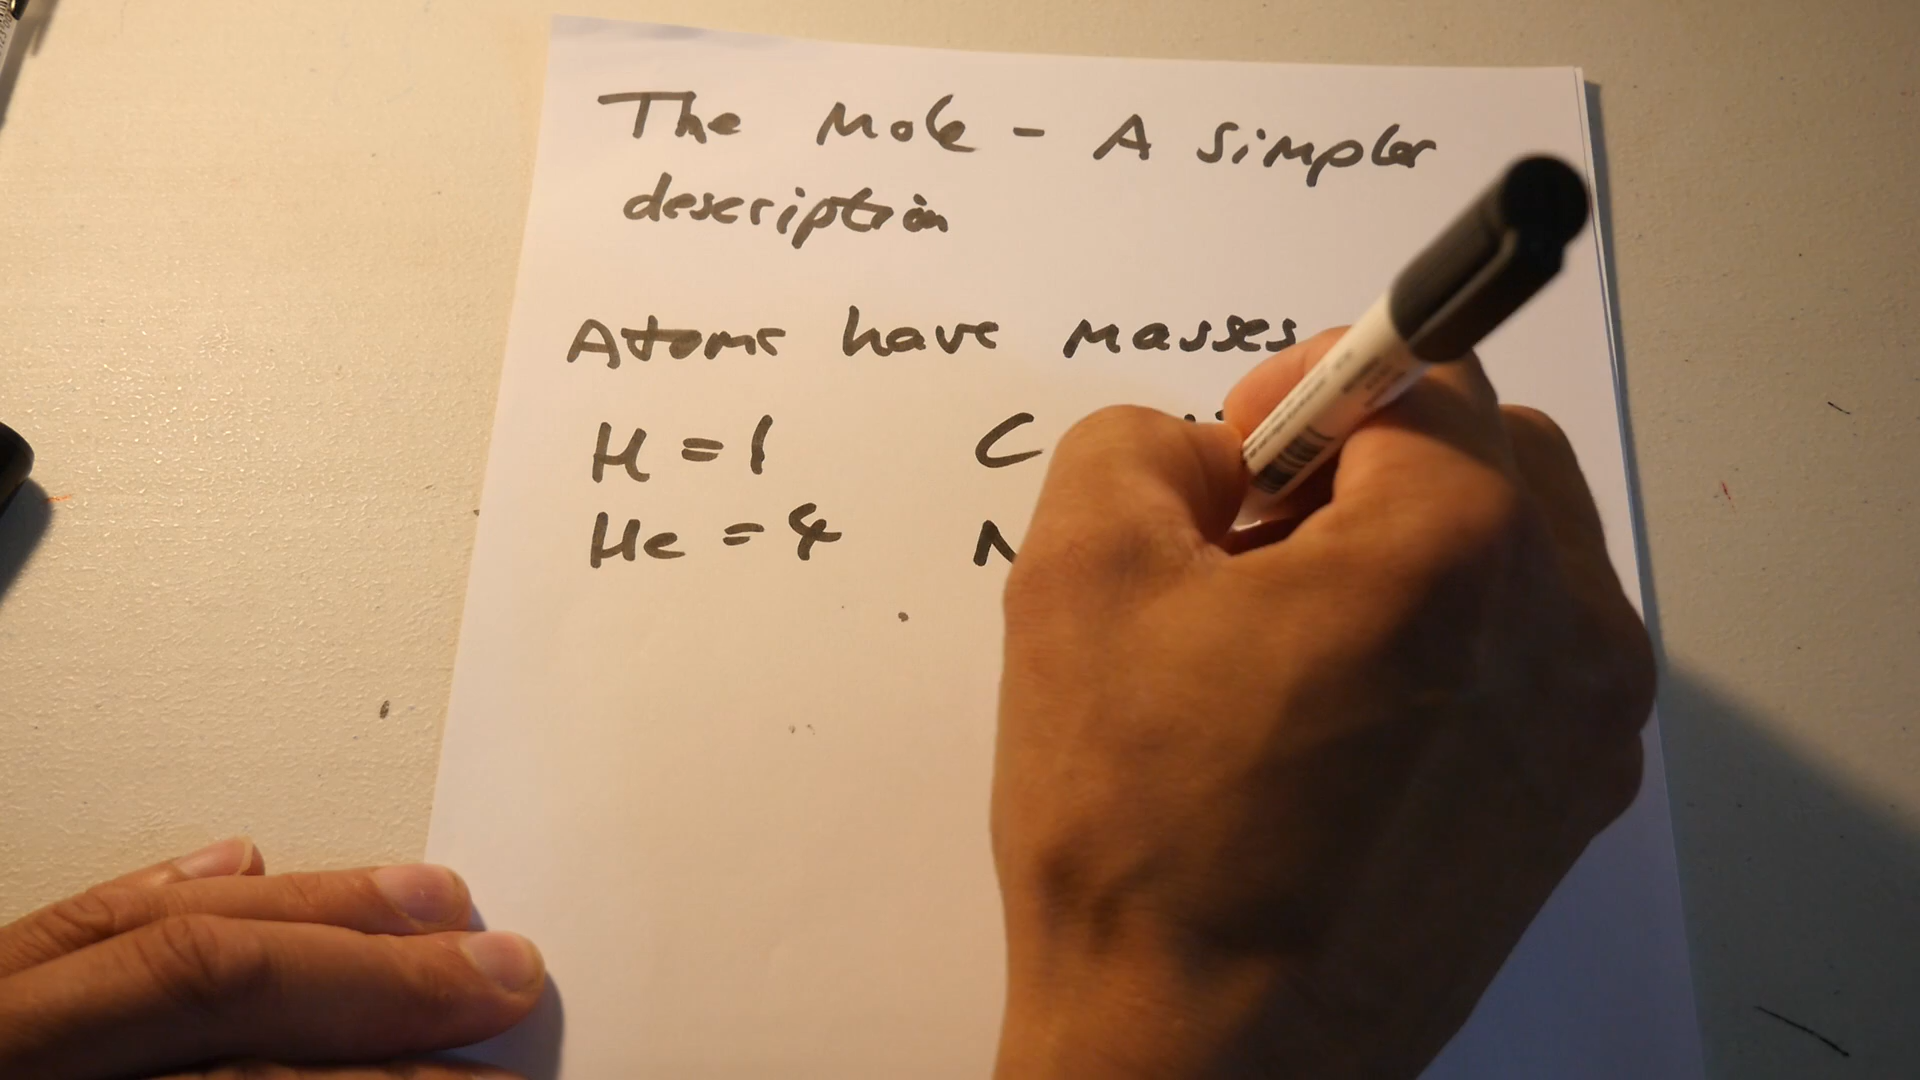 The Mole - A Simpler
description
Atoms have masses
H = 1 C
He = 4 N